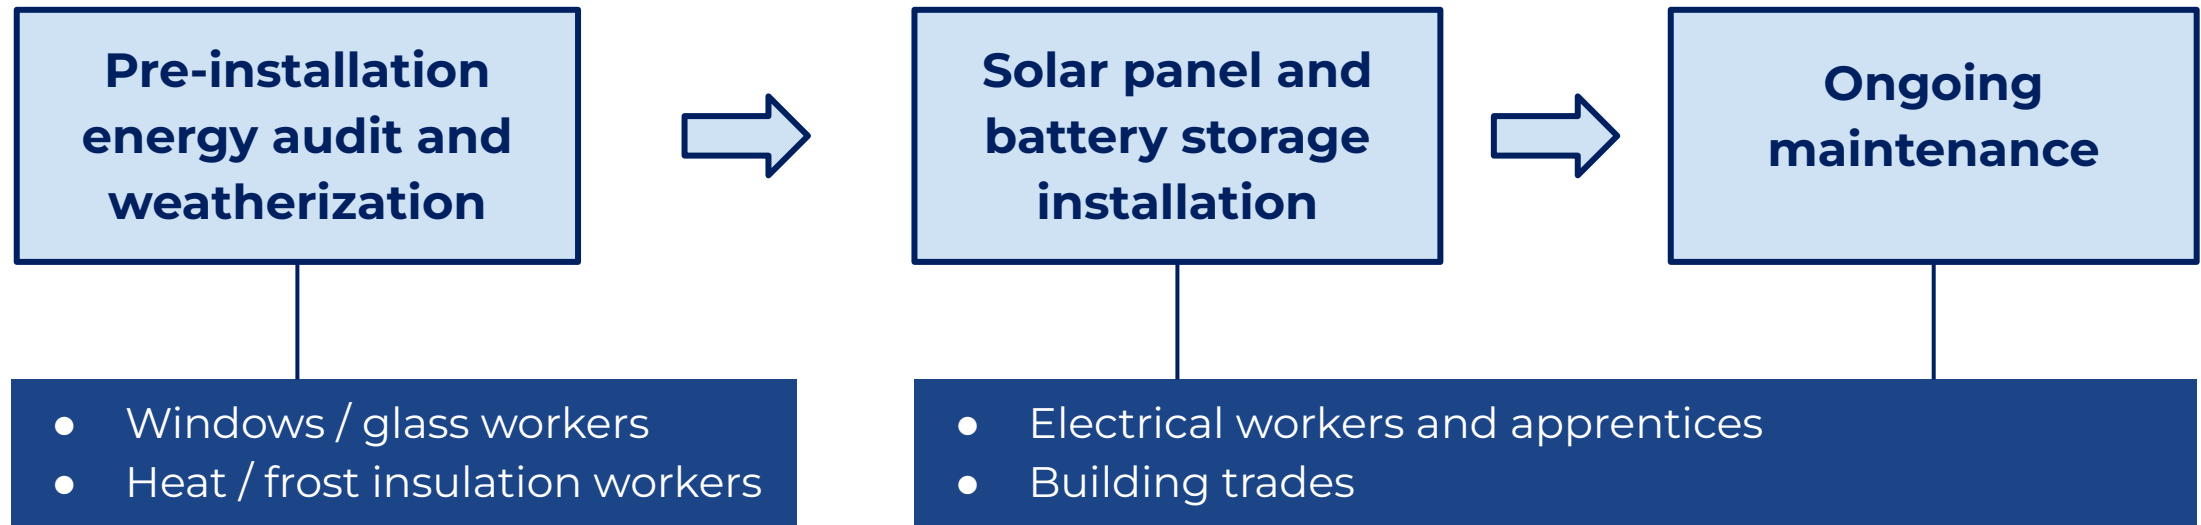 Pre-installation
energy audit and
weatherization
Solar panel and
battery storage
installation
Ongoing
maintenance
● Windows / glass workers
● Heat / frost insulation workers
● Electrical workers and apprentices
● Building trades